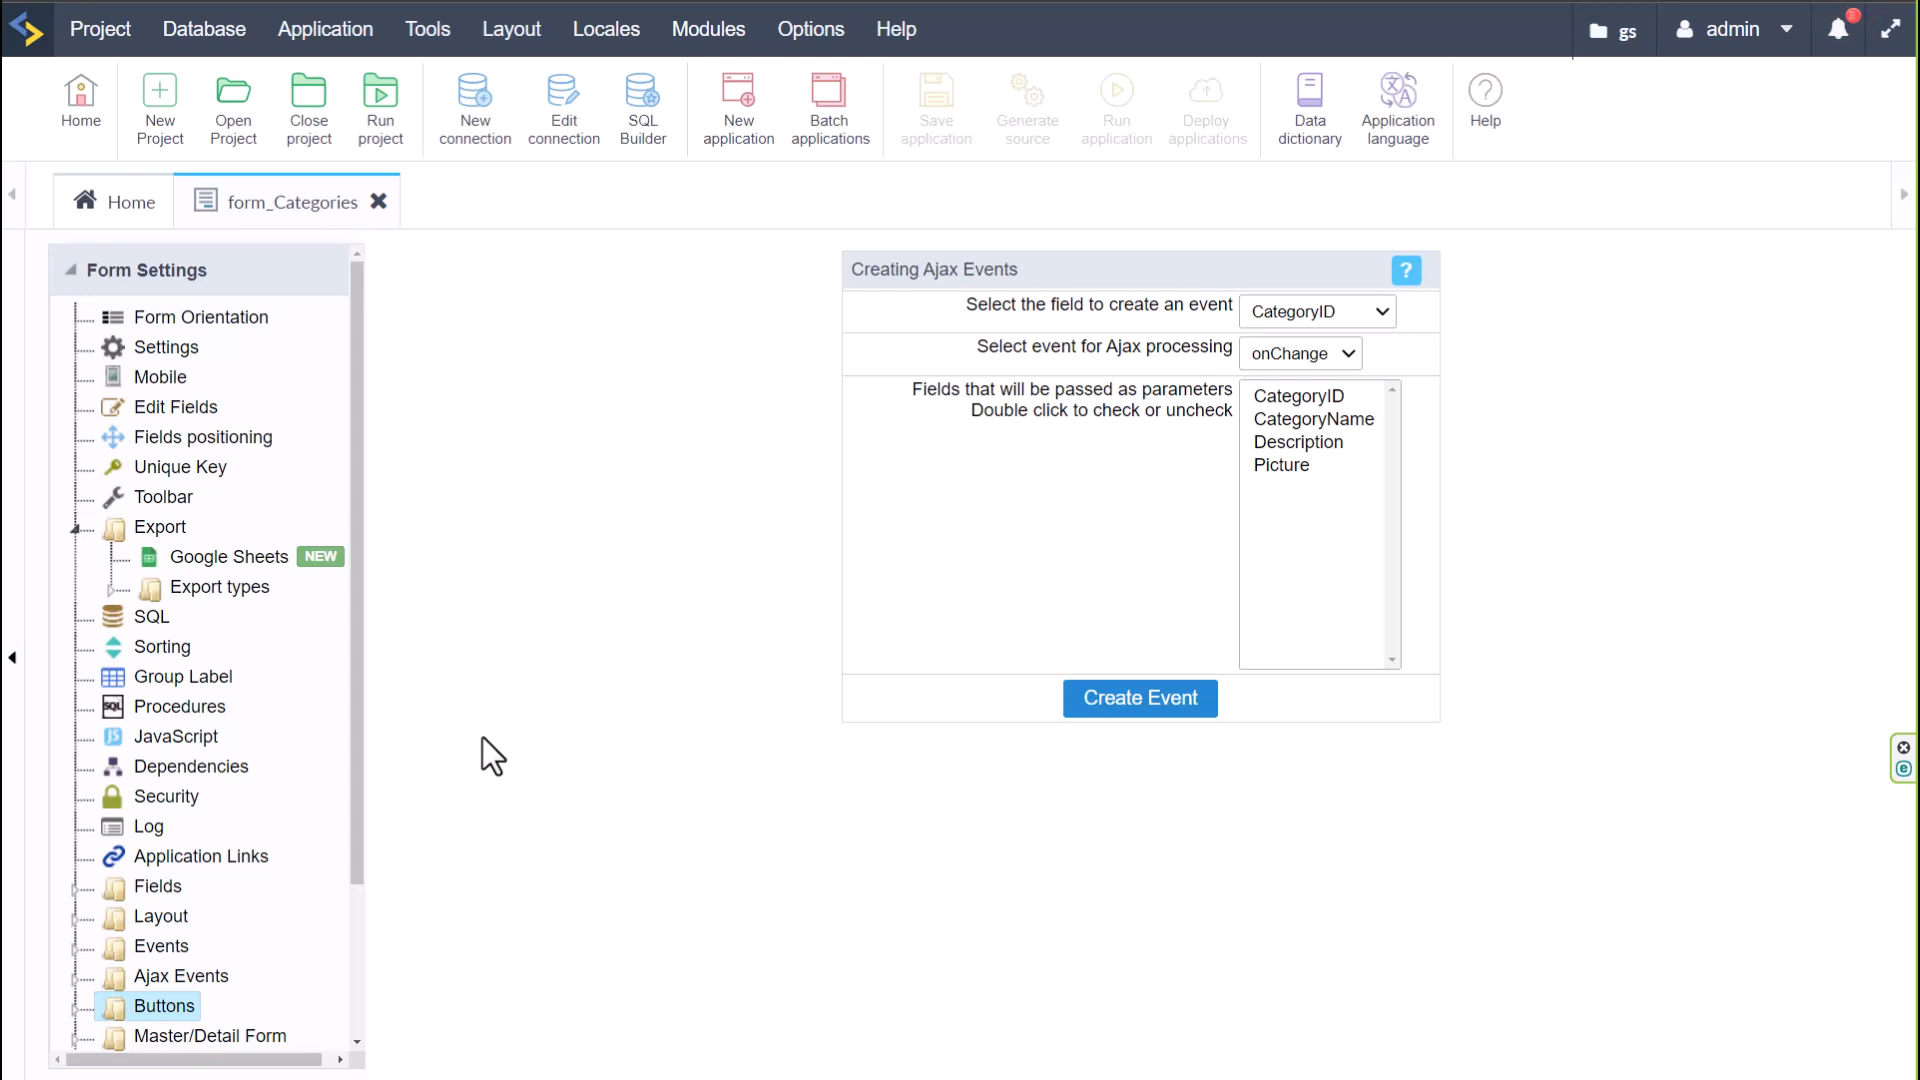 Project Database Application Tools Layout Locales Modules Options Help gs admin
Home
New Project
Open Project
Close project
Run project
New connection
Edit connection
SQL Builder
New application
Batch applications
Save application
Generate source
Run application
Deploy applications
Data dictionary
Application language
Help
Home
form_Categories
Form Settings
Form Orientation
Settings
Mobile
Edit Fields
Fields positioning
Unique Key
Toolbar
Export
Google Sheets NEW
Export types
SQL
Sorting
Group Label
SQL Procedures
JS JavaScript
Dependencies
Security
Log
Application Links
Fields
Layout
Events
Ajax Events
Buttons
Master/Detail Form
Creating Ajax Events ?
Select the field to create an event CategoryID
Select event for Ajax processing onChange
Fields that will be passed as parameters
Double click to check or uncheck
CategoryID
CategoryName
Description
Picture
Create Event